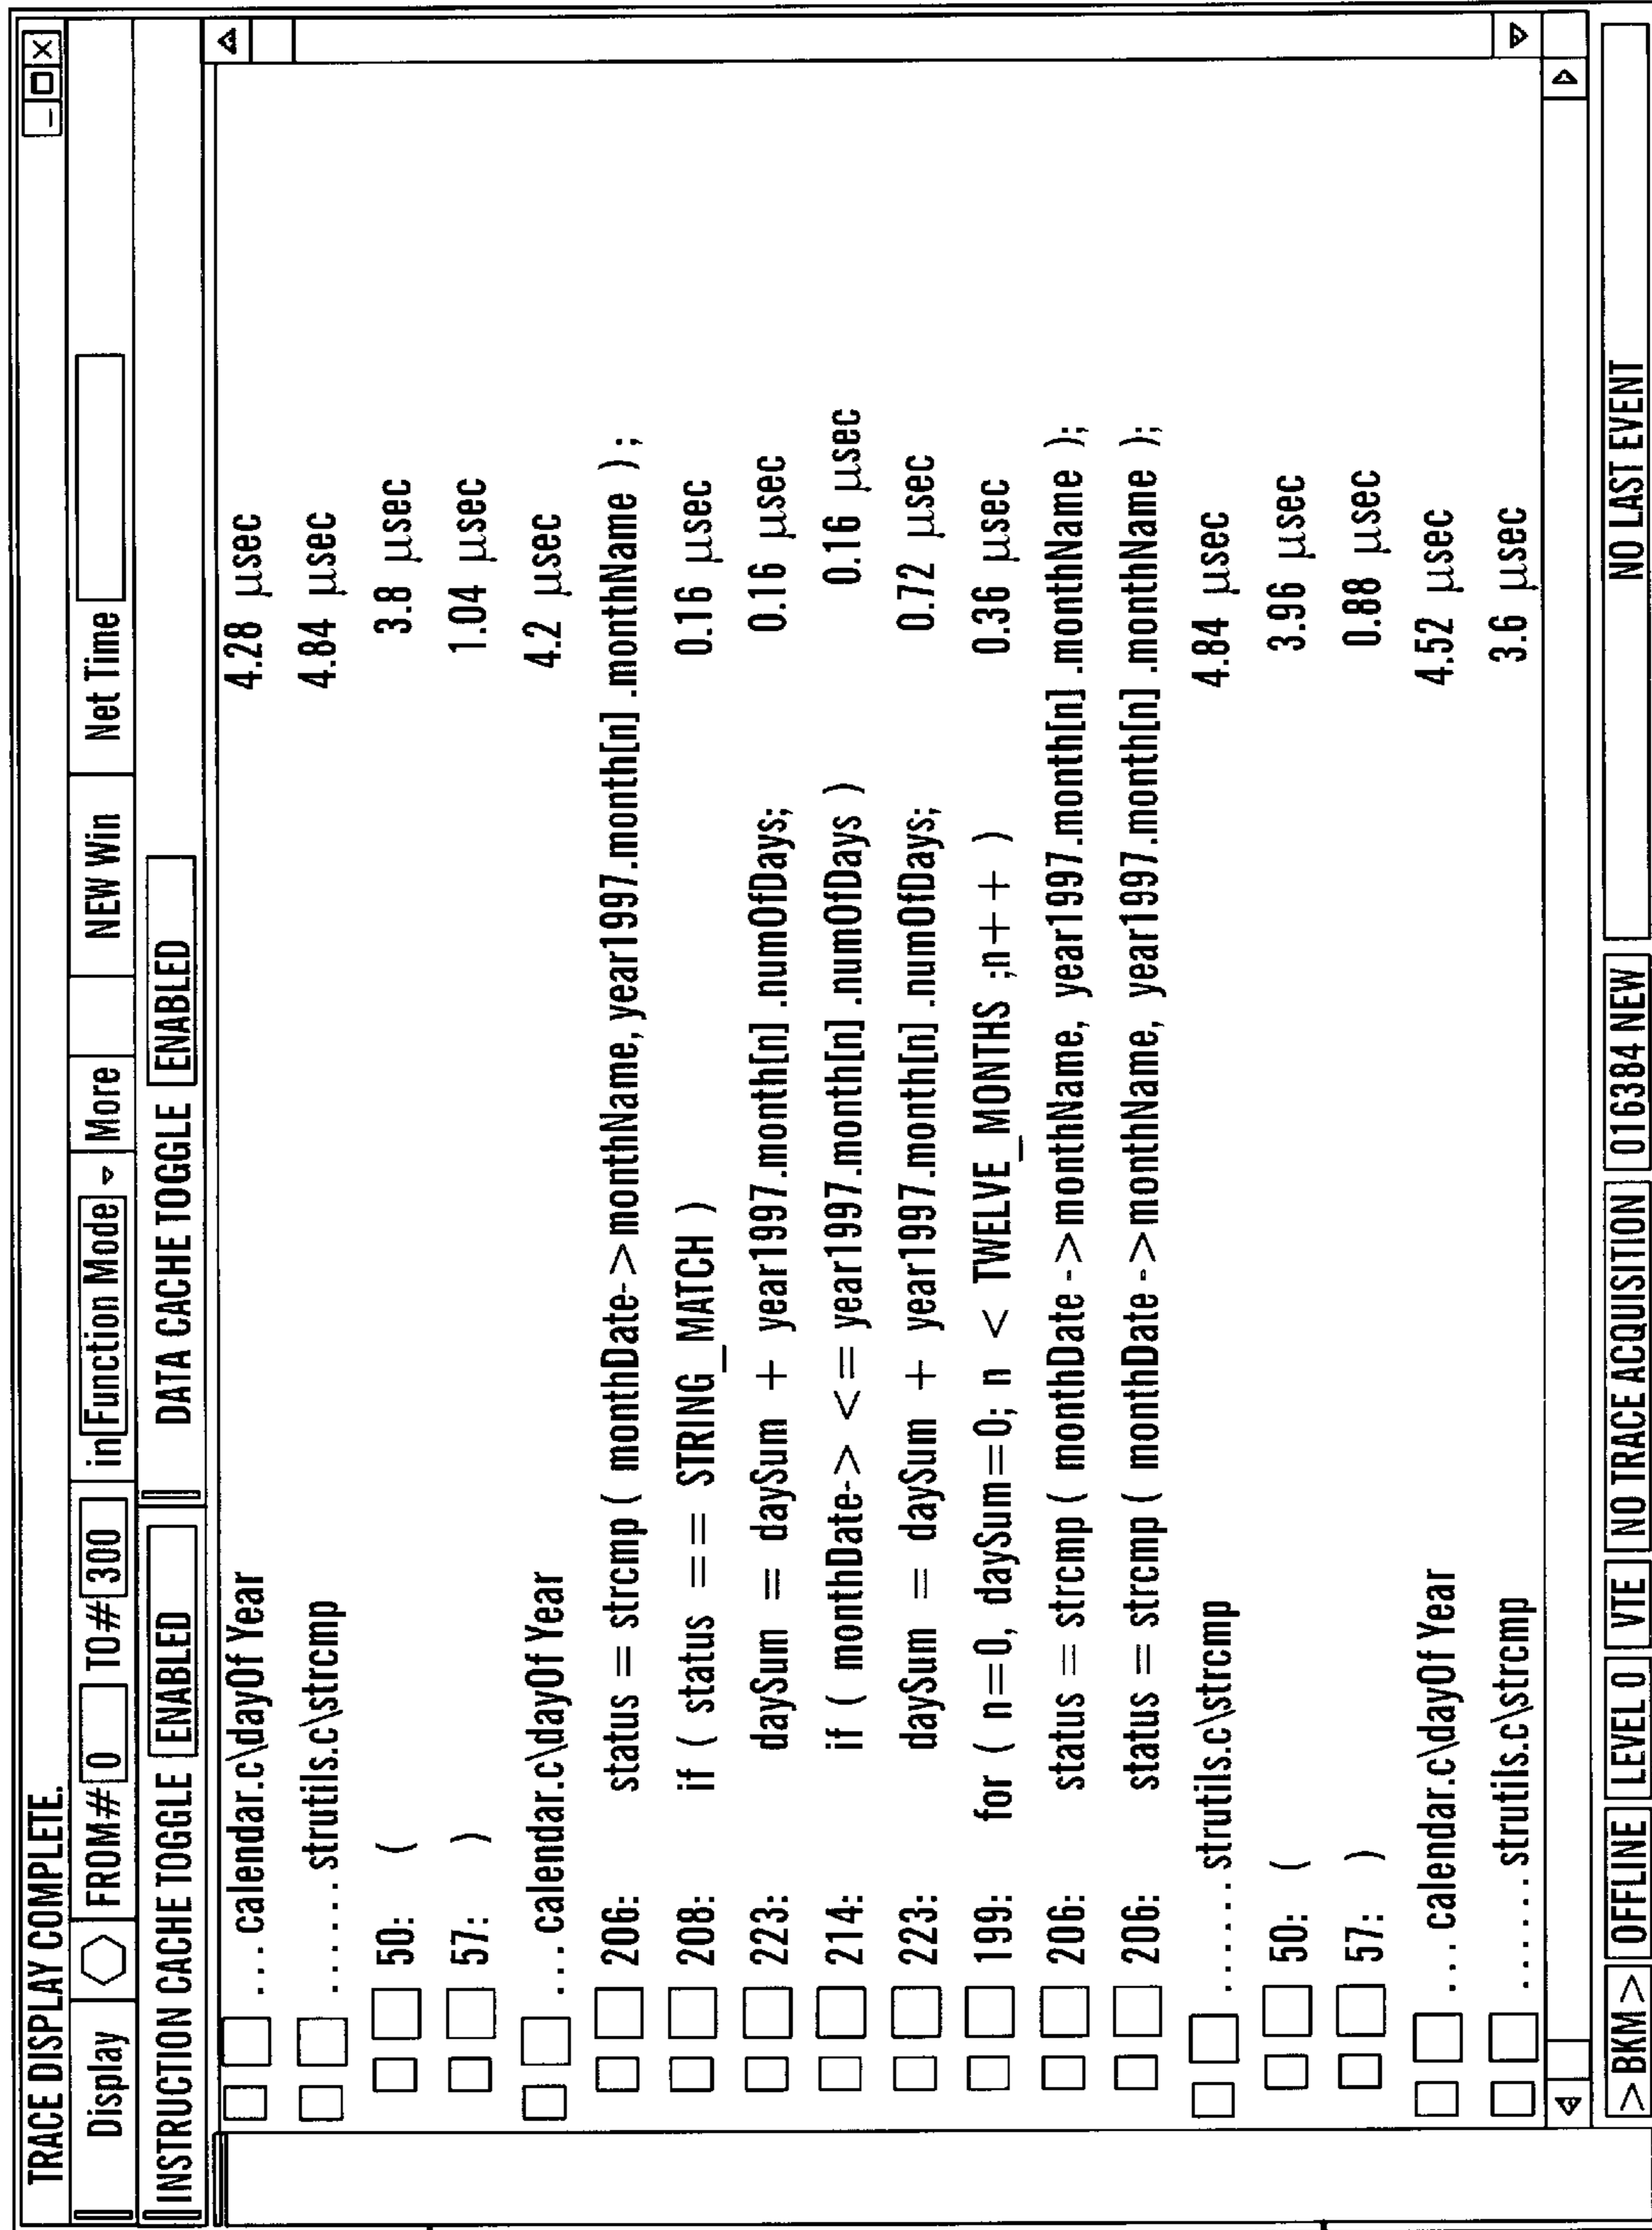 TRACE DISPLAY COMPLETE.
Display FROM# 0 TO# 300 in Function Mode More NEW Win Net Time
INSTRUCTION CACHE TOGGLE ENABLED DATA CACHE TOGGLE ENABLED
... calendar.c\dayOf Year 4.28 μsec
....... strutils.c\strcmp 4.84 μsec
50: ( 3.8 μsec
57: ) 1.04 μsec
... calendar.c\dayOf Year 4.2 μsec
206: status = strcmp ( monthDate->monthName, year1997.month[n] .monthName ) ;
208: if ( status == STRING_MATCH ) 0.16 μsec
223: daySum = daySum + year1997.month[n] .numOfDays; 0.16 μsec
214: if ( monthDate-> <= year1997.month[n] .numOfDays ) 0.16 μsec
223: daySum = daySum + year1997.month[n] .numOfDays; 0.72 μsec
199: for ( n=0, daySum=0; n < TWELVE_MONTHS ;n++ ) 0.36 μsec
206: status = strcmp ( monthDate ->monthName, year1997.month[n] .monthName );
206: status = strcmp ( monthDate ->monthName, year1997.month[n] .monthName );
....... strutils.c\strcmp 4.84 μsec
50: ( 3.96 μsec
57: ) 0.88 μsec
... calendar.c\dayOf Year 4.52 μsec
....... strutils.c\strcmp 3.6 μsec
>BKM> OFFLINE LEVEL 0 VTE NO TRACE ACQUISITION 016384 NEW NO LAST EVENT